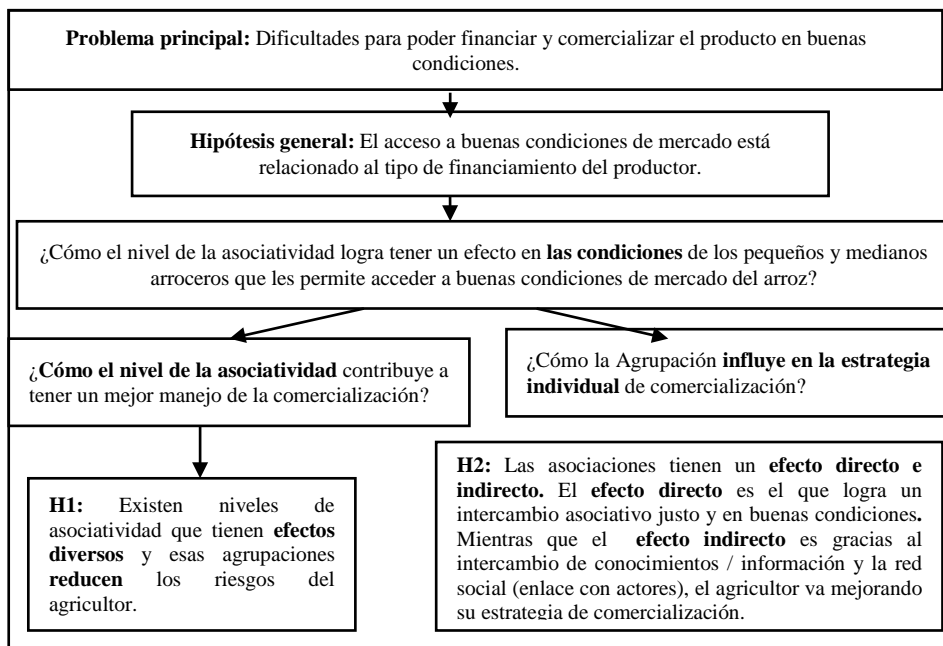 Problema principal: Dificultades para poder financiar y comercializar el producto en buenas
condiciones.
Hipótesis general: El acceso a buenas condiciones de mercado está
relacionado al tipo de financiamiento del productor.
¿Cómo el nivel de la asociatividad logra tener un efecto en las condiciones de los pequeños y medianos
arroceros que les permite acceder a buenas condiciones de mercado del arroz?
¿Cómo el nivel de la asociatividad contribuye a
tener un mejor manejo de la comercialización?
¿Cómo la Agrupación influye en la estrategia
individual de comercialización?
H1: Existen niveles de
asociatividad que tienen efectos
diversos y esas agrupaciones
reducen los riesgos del
agricultor.
H2: Las asociaciones tienen un efecto directo e
indirecto. El efecto directo es el que logra un
intercambio asociativo justo y en buenas condiciones.
Mientras que el efecto indirecto es gracias al
intercambio de conocimientos / información y la red
social (enlace con actores), el agricultor va mejorando
su estrategia de comercialización.